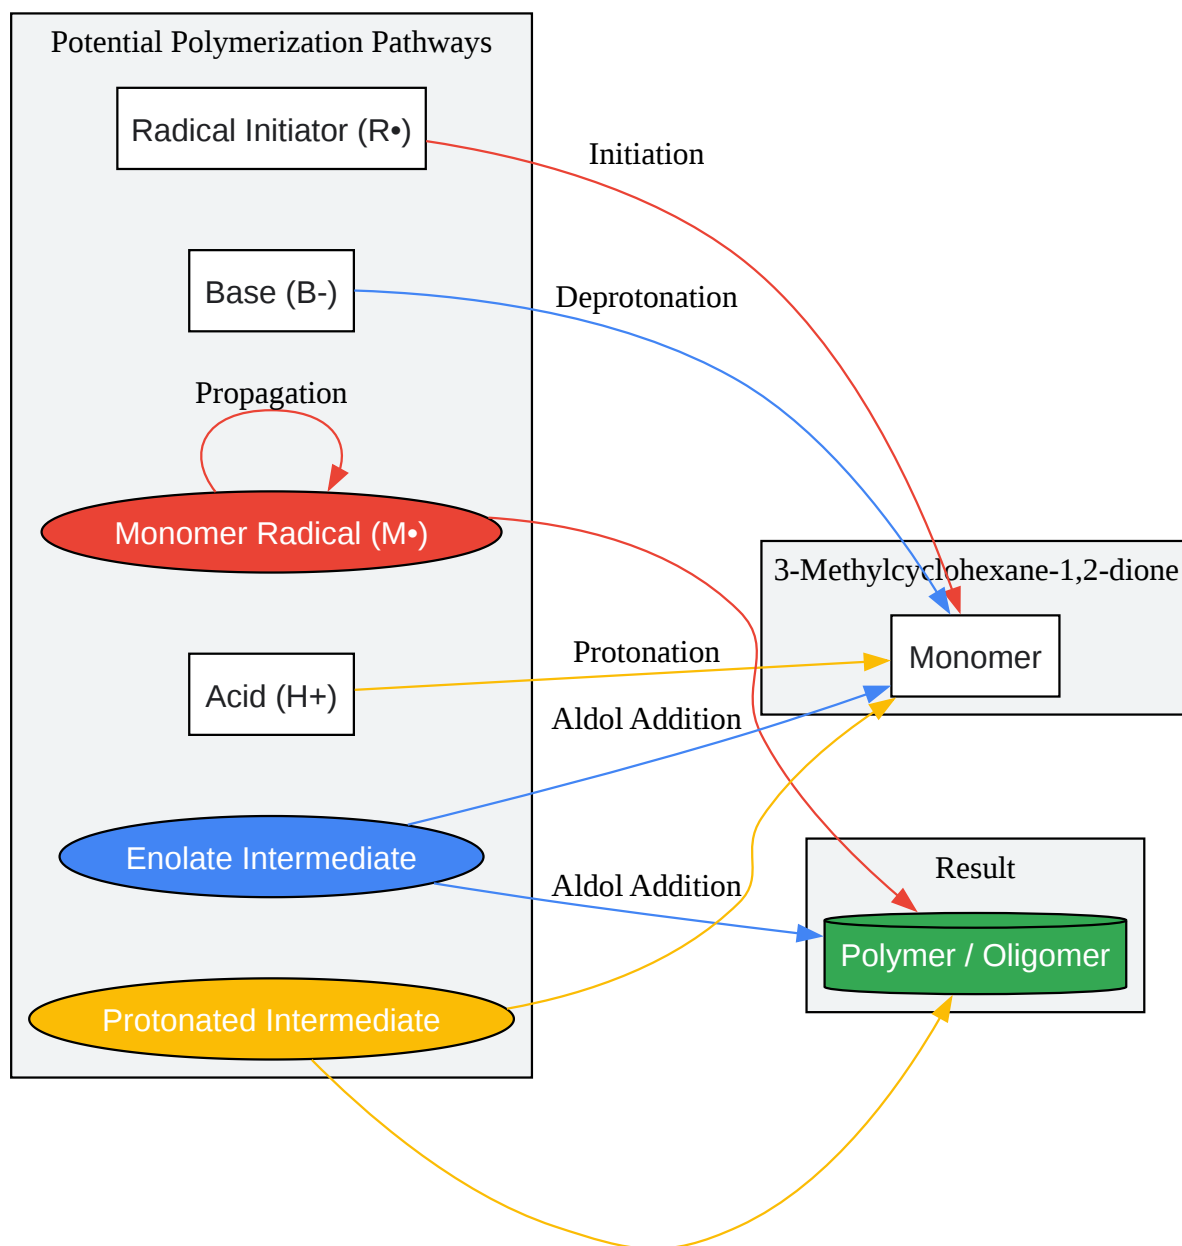 Potential Polymerization Pathways
Radical Initiator (R•)
Initiation
Base (B-)
Deprotonation
Propagation
Monomer Radical (M•)
3-Methylcyclohexane-1,2-dione
Monomer
Acid (H+)
Protonation
Aldol Addition
Enolate Intermediate
Aldol Addition
Result
Polymer / Oligomer
Protonated Intermediate